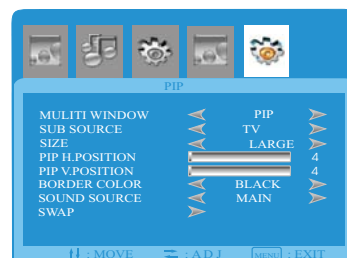 PIP
MULITI WINDOW PIP
SUB SOURCE TV
SIZE LARGE
PIP H.POSITION 4
PIP V.POSITION 4
BORDER COLOR BLACK
SOUND SOURCE MAIN
SWAP
: MOVE : ADJ MENU : EXIT